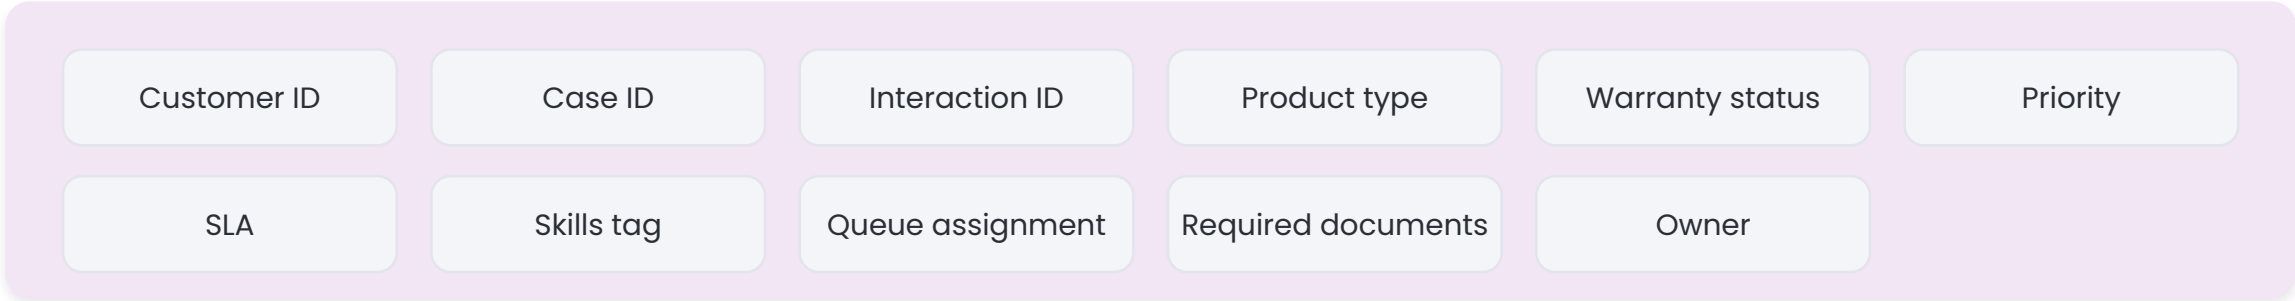 Customer ID
Case ID
Interaction ID
Product type
Warranty status
Priority
SLA
Skills tag
Queue assignment
Required documents
Owner